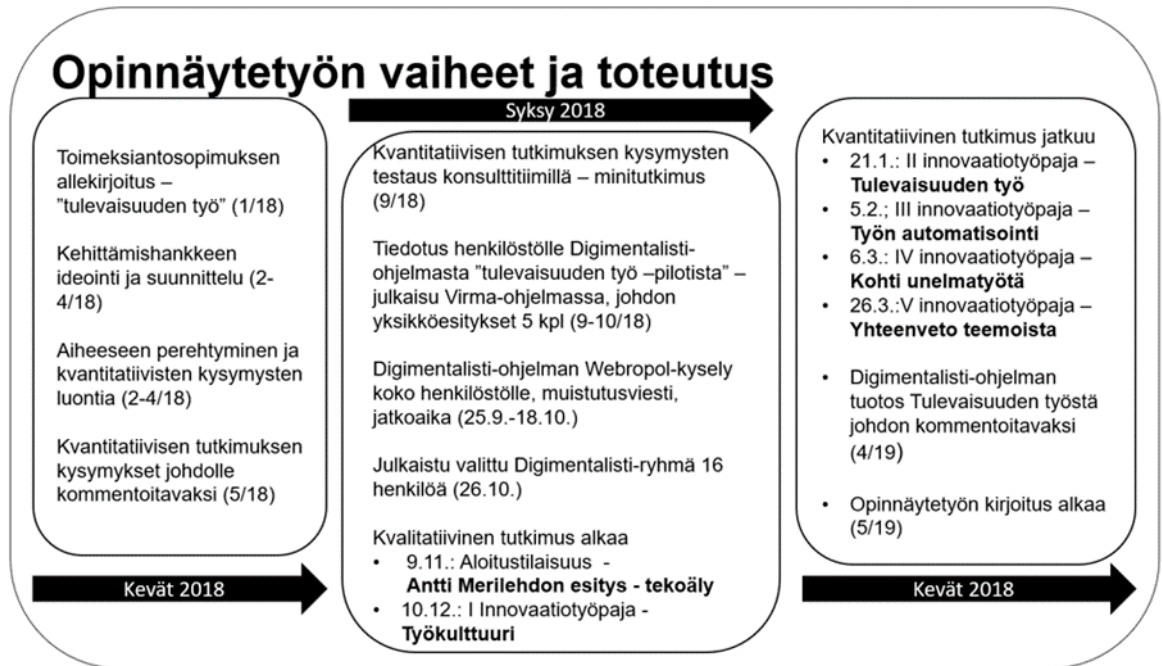 Opinnäytetyön vaiheet ja toteutus
Toimeksiantosopimuksen
allekirjoitus –
”tulevaisuuden työ” (1/18)
Kehittämishankkeen
ideointi ja suunnittelu (2-
4/18)
Aiheeseen perehtyminen ja
kvantitatiivisten kysymysten
luontia (2-4/18)
Kvantitatiivisen tutkimuksen
kysymykset johdolle
kommentoitavaksi (5/18)
Kevät 2018
Syksy 2018
Kvantitatiivisen tutkimuksen kysymysten
testaus konsulttitiimillä – minitutkimus
(9/18)
Tiedotus henkilöstölle Digimentalisti-
ohjelmasta ”tulevaisuuden työ –pilotista” –
julkaisu Virma-ohjelmassa, johdon
yksikköesitykset 5 kpl (9-10/18)
Digimentalisti-ohjelman Webropol-kysely
koko henkilöstölle, muistutusviesti,
jatkoaika (25.9.-18.10.)
Julkaistu valittu Digimentalisti-ryhmä 16
henkilöä (26.10.)
Kvalitatiivinen tutkimus alkaa
• 9.11.: Aloitustilaisuus -
Antti Merilehdon esitys - tekoäly
• 10.12.: I Innovaatiotyöpaja -
Työkulttuuri
Kvantitatiivinen tutkimus jatkuu
• 21.1.: II innovaatiotyöpaja –
Tulevaisuuden työ
• 5.2.; III innovaatiotyöpaja –
Työn automatisointi
• 6.3.: IV innovaatiotyöpaja –
Kohti unelmatyötä
• 26.3.:V innovaatiotyöpaja –
Yhteenveto teemoista
• Digimentalisti-ohjelman
tuotos Tulevaisuuden työstä
johdon kommentoitavaksi
(4/19)
• Opinnäytetyön kirjoitus alkaa
(5/19)
Kevät 2018